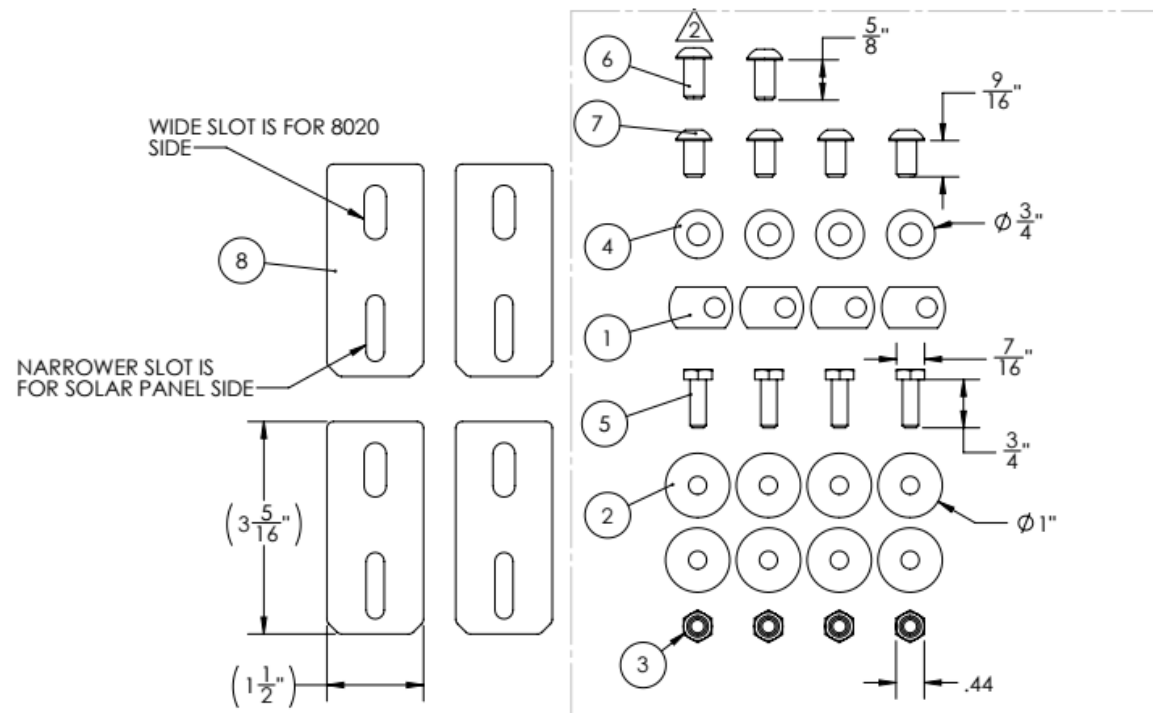 2
5/8"
6
9/16"
7
WIDE SLOT IS FOR 8020
SIDE
4
Ø 3/4"
8
1
7/16"
NARROWER SLOT IS
FOR SOLAR PANEL SIDE
5
3/4"
2
(3 5/16")
Ø 1"
3
(1 1/2")
.44